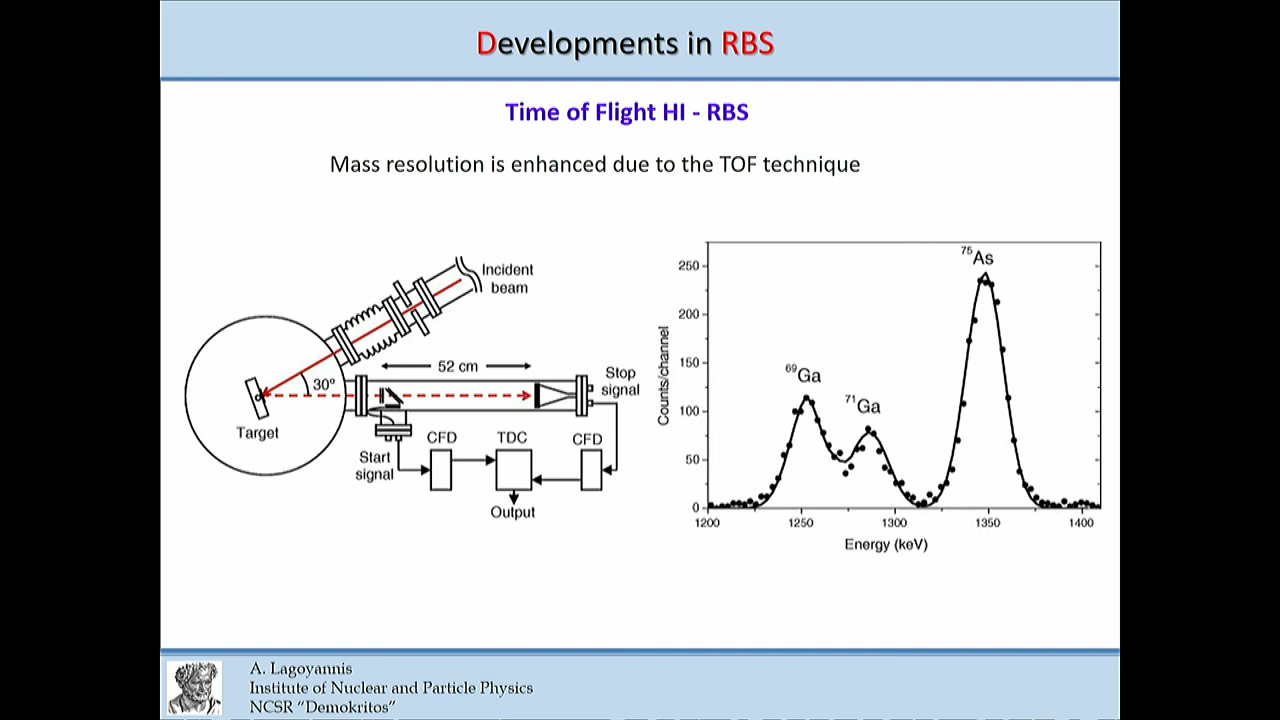 Developments in RBS
Time of Flight HI - RBS
Mass resolution is enhanced due to the TOF technique
Incident
beam
52 cm
Stop
signal
30º
Target
Start
signal
CFD
TDC
CFD
Output
Counts/channel
250
200
150
100
50
0
1200
1250
1300
1350
1400
Energy (keV)
⁶⁹Ga
⁷¹Ga
⁷⁵As
A. Lagoyannis
Institute of Nuclear and Particle Physics
NCSR “Demokritos”